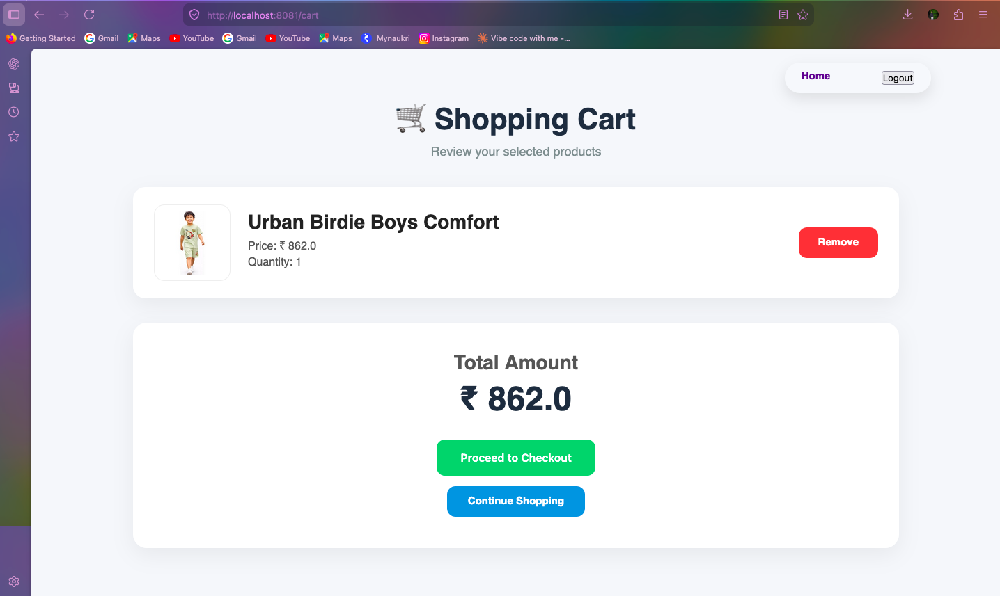 http://localhost:8081/cart
Getting Started Gmail Maps YouTube Gmail YouTube Maps Mynaukri Instagram Vibe code with me -...
Home Logout
Shopping Cart
Review your selected products
Urban Birdie Boys Comfort
Price: ₹ 862.0
Quantity: 1
Remove
Total Amount
₹ 862.0
Proceed to Checkout
Continue Shopping